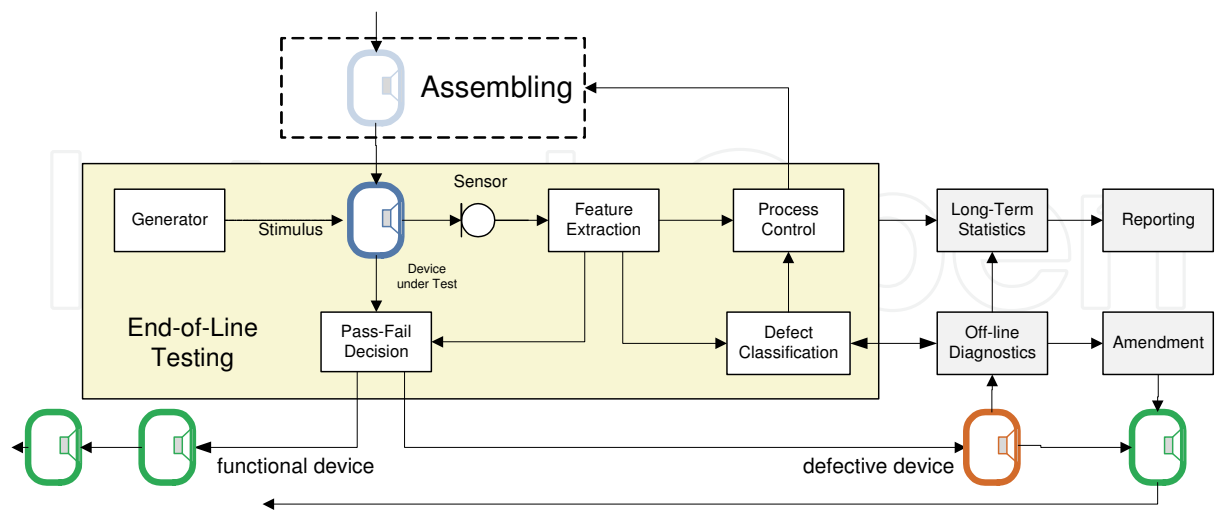 Assembling
Sensor
Generator
Stimulus
Feature
Extraction
Process
Control
Long-Term
Statistics
Reporting
Device
under Test
End-of-Line
Testing
Pass-Fail
Decision
Defect
Classification
Off-line
Diagnostics
Amendment
functional device
defective device